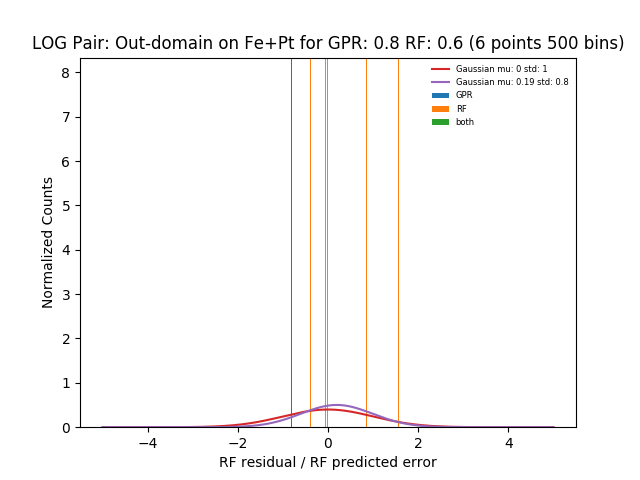 LOG Pair: Out-domain on Fe+Pt for GPR: 0.8 RF: 0.6 (6 points 500 bins)
Normalized Counts
8
7
6
5
4
3
2
1
0
Gaussian mu: 0 std: 1
Gaussian mu: 0.19 std: 0.8
GPR
RF
both
−4 −2 0 2 4
RF residual / RF predicted error